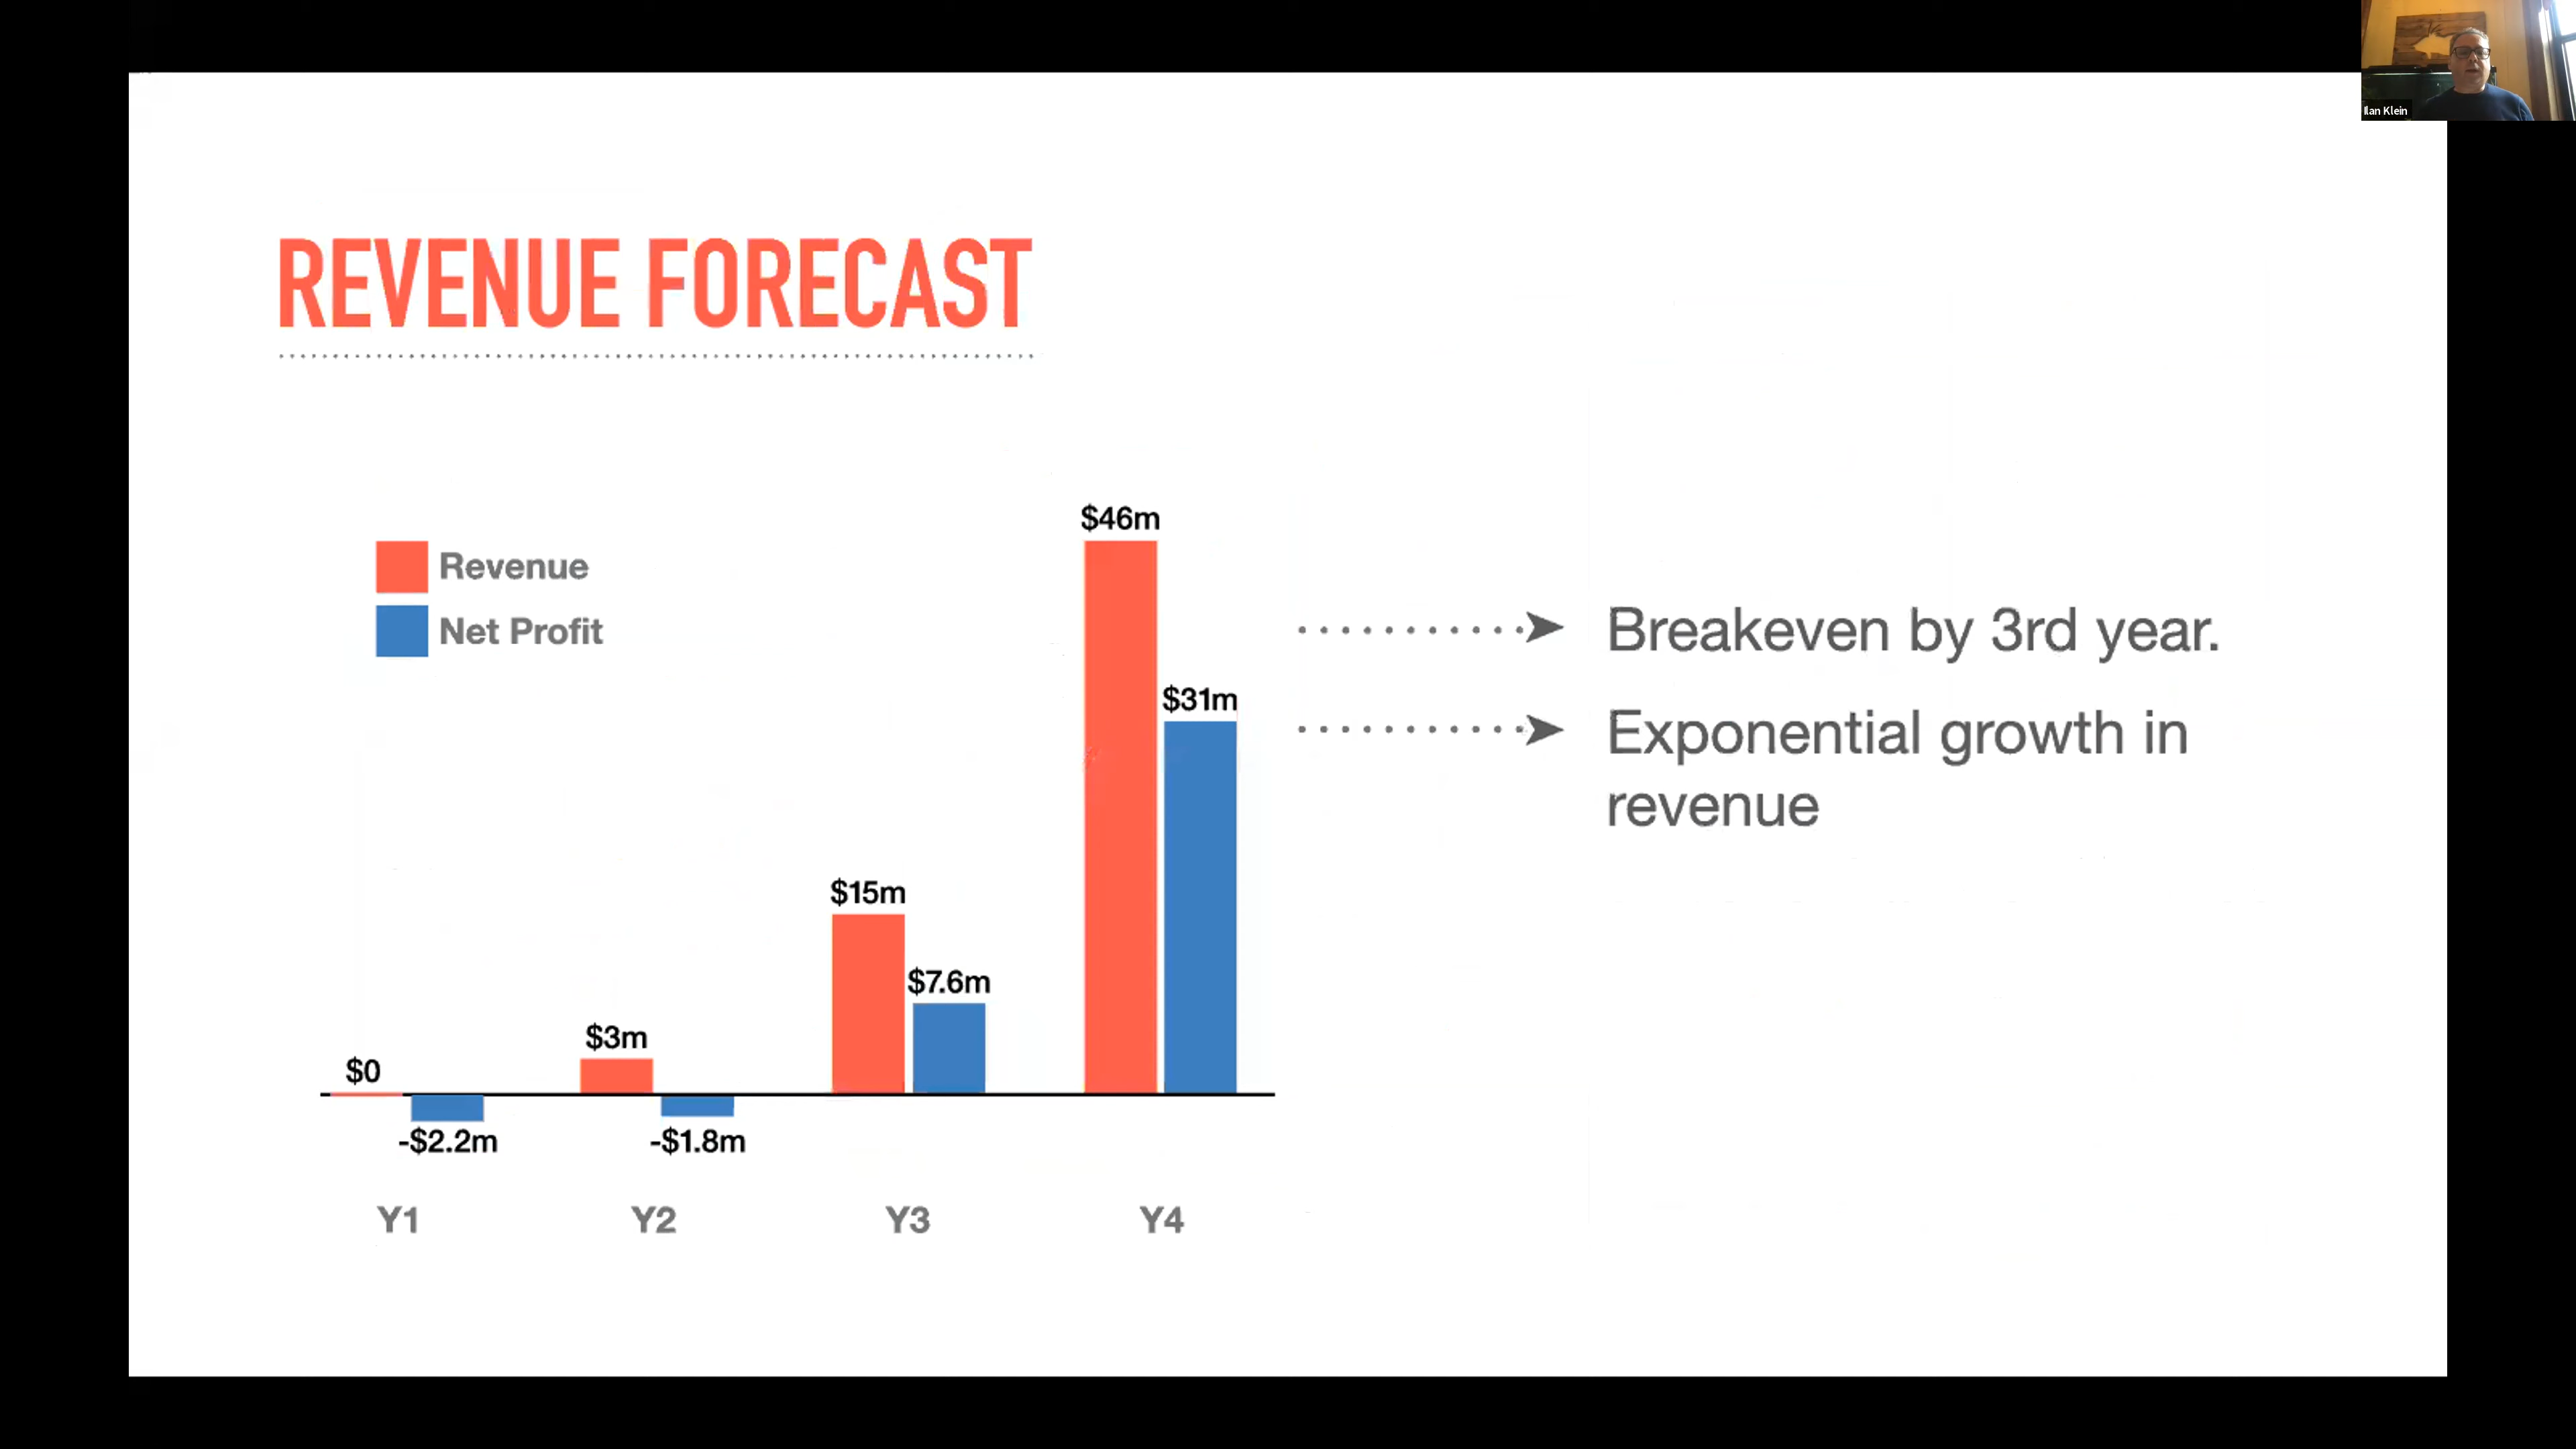 Ilan Klein
REVENUE FORECAST
Revenue
Net Profit
$46m
$31m
$15m
$7.6m
$3m
$0
-$2.2m
-$1.8m
Y1
Y2
Y3
Y4
Breakeven by 3rd year.
Exponential growth in
revenue